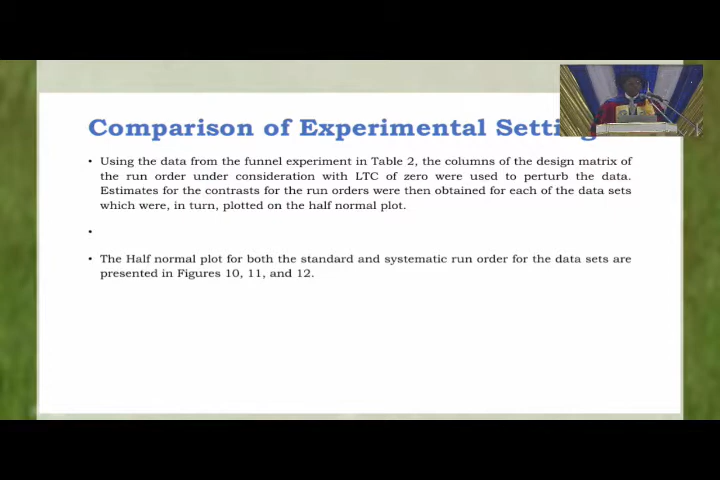 Comparison of Experimental Setti
• Using the data from the funnel experiment in Table 2, the columns of the design matrix of
the run order under consideration with LTC of zero were used to perturb the data.
Estimates for the contrasts for the run orders were then obtained for each of the data sets
which were, in turn, plotted on the half normal plot.
•
• The Half normal plot for both the standard and systematic run order for the data sets are
presented in Figures 10, 11, and 12.